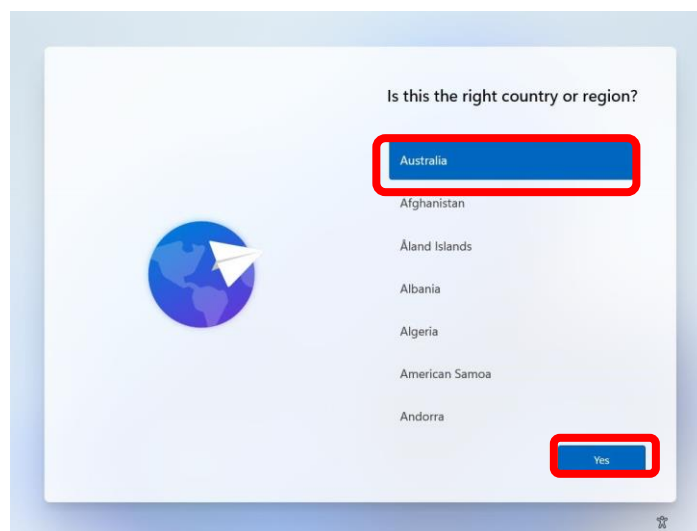 Is this the right country or region?
Australia
Afghanistan
Åland Islands
Albania
Algeria
American Samoa
Andorra
Yes